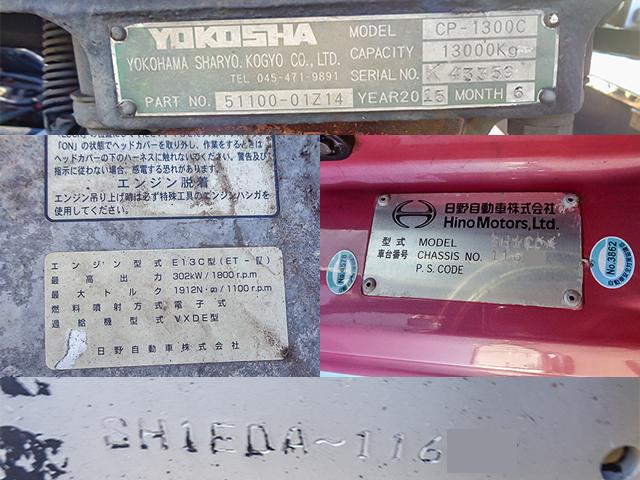 YOKOSHA
YOKOHAMA SHARYO, KOGYO CO., LTD.
TEL 045-471-9891
MODEL CP-1300C
CAPACITY 13000Kg
SERIAL NO. K 43359
PART NO. 51100-01Z14 YEAR2015 MONTH 6
「ON」の状態でヘッドカバーを取り外し、作業をするときは
ヘッドカバーの下のハーネスに触れないでください。警告及び
指示に従わない場合、感電する恐れがあります。
エンジン脱着
エンジン吊り上げ時は必ず特殊工具のエンジンハンガを
使用してください。
エンジン型式 E13C型(ET-Ⅳ)
最高出力 302kW/1800r.p.m
最大トルク 1912N・m/1100r.p.m
燃料噴射方式 電子式
過給機型式 VXDE型
日野自動車株式会社
日野自動車株式会社
Hino Motors, Ltd.
型式 MODEL
車台番号 CHASSIS NO. 116
P.S. CODE
No.4578
No.3862
SH1EDA-116